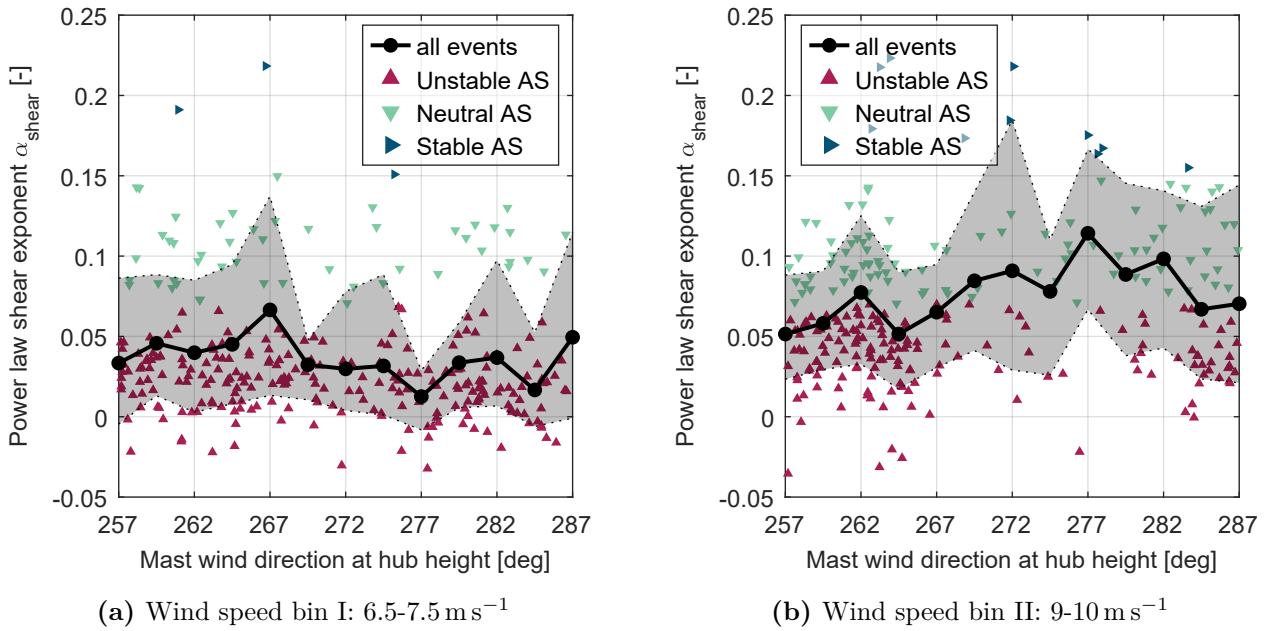 0.25
0.2
0.15
0.1
0.05
0
-0.05
Power law shear exponent α_shear [-]
all events
Unstable AS
Neutral AS
Stable AS
257 262 267 272 277 282 287
Mast wind direction at hub height [deg]
(a) Wind speed bin I: 6.5-7.5 m s⁻¹
0.25
0.2
0.15
0.1
0.05
0
-0.05
Power law shear exponent α_shear [-]
all events
Unstable AS
Neutral AS
Stable AS
257 262 267 272 277 282 287
Mast wind direction at hub height [deg]
(b) Wind speed bin II: 9-10 m s⁻¹